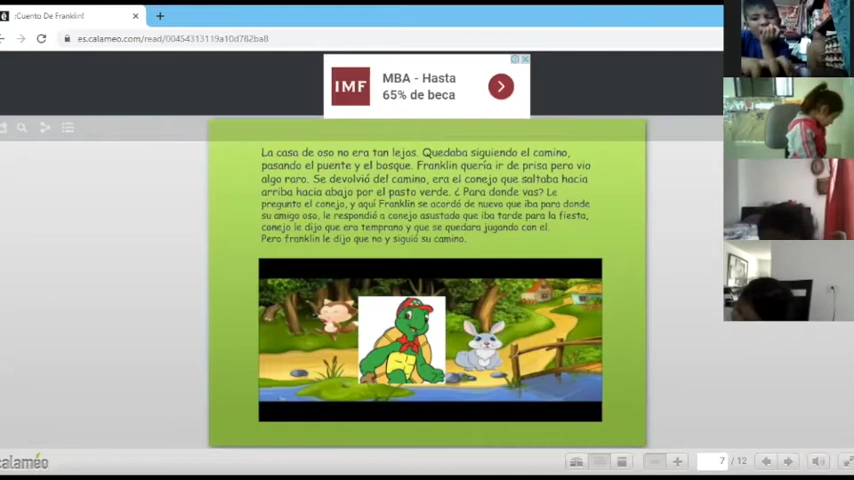 ¡Cuento De Franklin!
es.calameo.com/read/00454313119a10d782ba8
IMF
MBA - Hasta
65% de beca
La casa de oso no era tan lejos. Quedaba siguiendo el camino,
pasando el puente y el bosque. Franklin quería ir de prisa pero vio
algo raro. Se devolvió del camino, era el conejo que saltaba hacia
arriba hacia abajo por el pasto verde. ¿ Para donde vas? Le
pregunto el conejo, y aquí Franklin se acordó de nuevo que iba para donde
su amigo oso, le respondió a conejo asustado que iba tarde para la fiesta,
conejo le dijo que era temprano y que se quedara jugando con el.
Pero franklin le dijo que no y siguió su camino.
calaméo
7 / 12